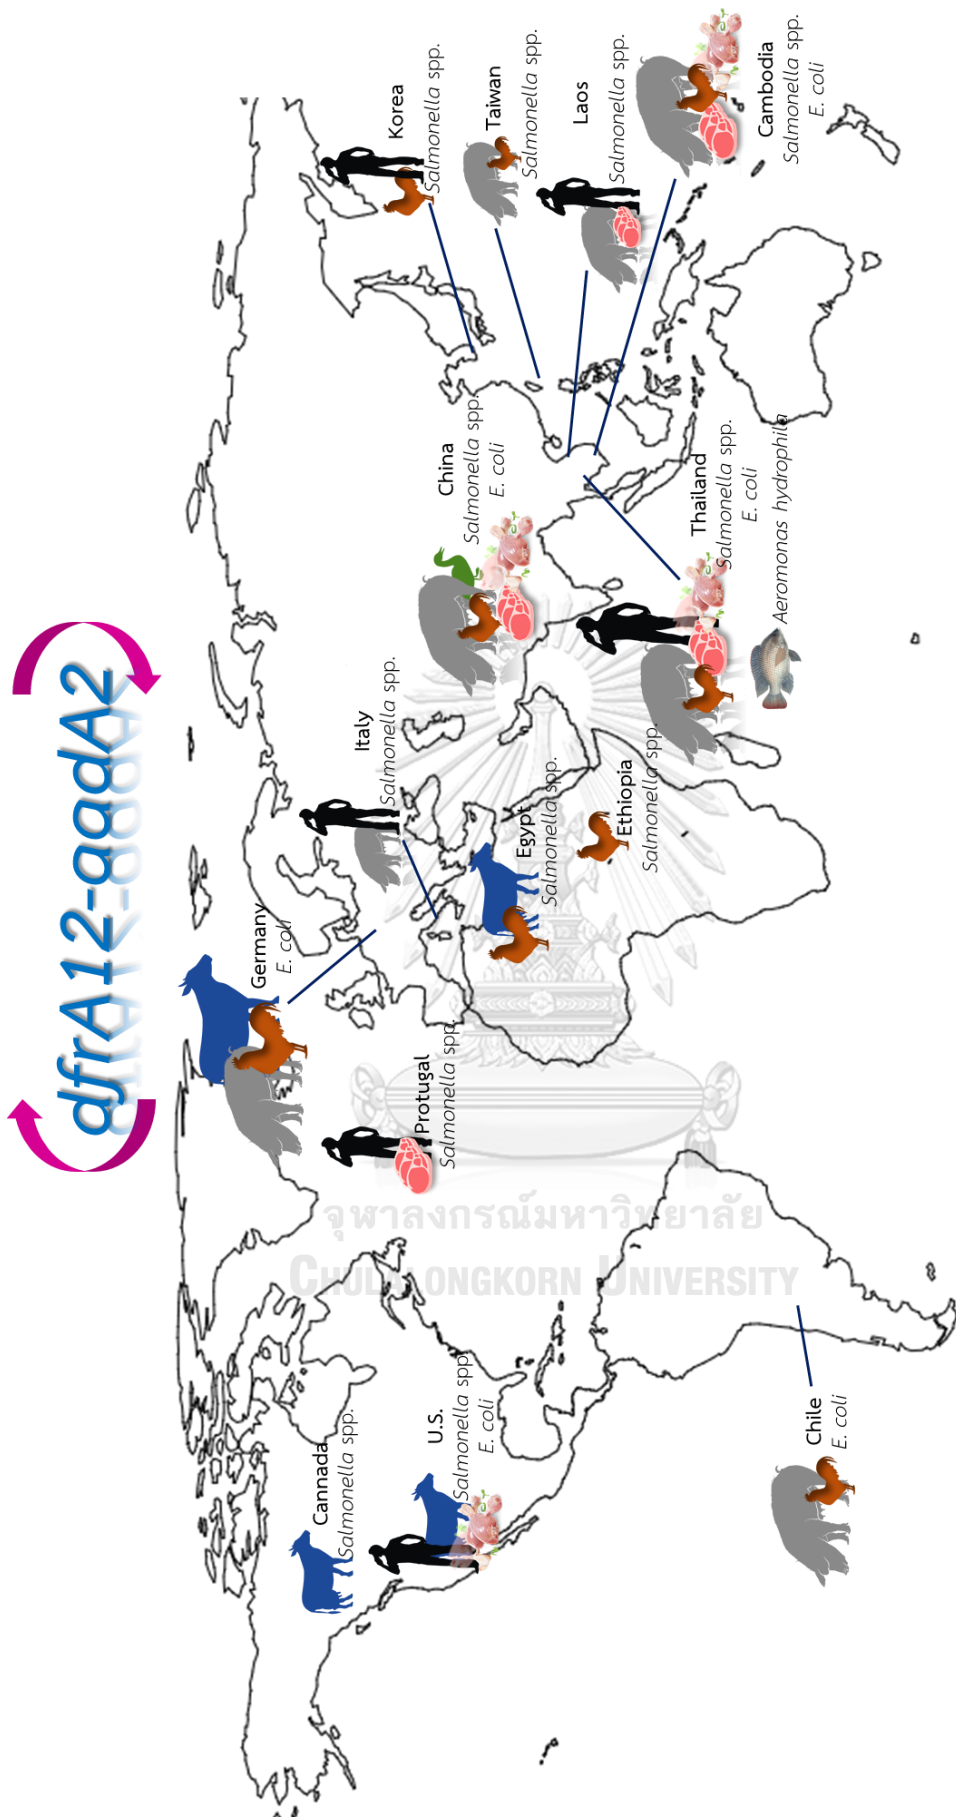 dfrA12-aadA2
Cannada
Salmonella spp.
U.S.
Salmonella spp.
E. coli
Chile
E. coli
Germany
E. coli
Protugal
Salmonella spp.
Italy
Salmonella spp.
Egypt
Salmonella spp.
Ethiopia
Salmonella spp.
China
Salmonella spp.
E. coli
Thailand
Salmonella spp.
E. coli
Aeromonas hydrophila
Korea
Salmonella spp.
Taiwan
Salmonella spp.
Laos
Salmonella spp.
Cambodia
Salmonella spp.
E. coli
จุฬาลงกรณ์มหาวิทยาลัย
CHULALONGKORN UNIVERSITY